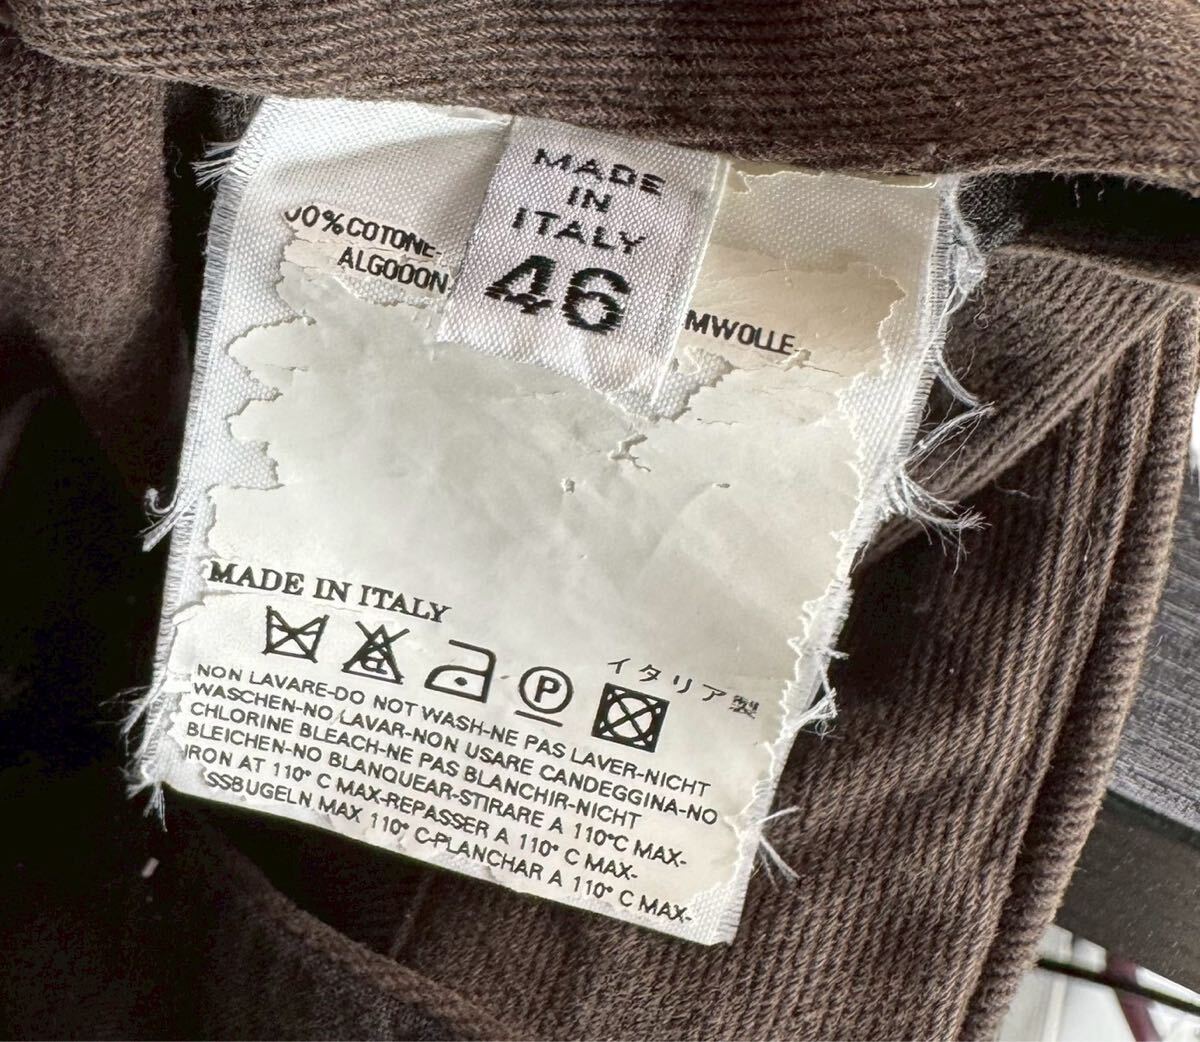 MADE
IN
ITALY
46
00%COTONE-
ALGODON
MWOLLE-
MADE IN ITALY
P
イタリア製
NON LAVARE-DO NOT WASH-NE PAS LAVER-NICHT
WASCHEN-NO LAVAR-NON USARE CANDEGGINA-NO
CHLORINE BLEACH-NE PAS BLANCHIR-NICHT
BLEICHEN-NO BLANQUEAR-STIRARE A 110°C MAX-
IRON AT 110° C MAX-REPASSER A 110° C MAX-
SSBUGELN MAX 110° C-PLANCHAR A 110° C MAX-